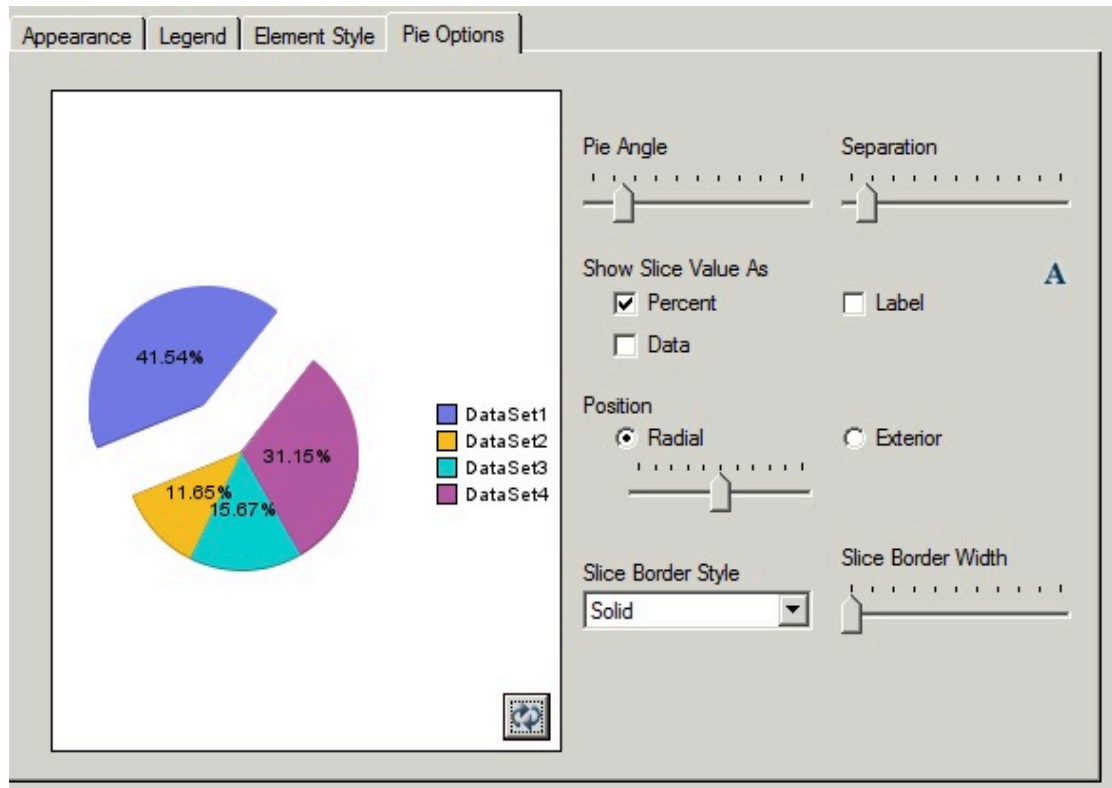 Appearance Legend Element Style Pie Options
Pie Angle Separation
Show Slice Value As A
Percent Label
Data
Position
Radial Exterior
Slice Border Style Slice Border Width
Solid
41.54%
31.15%
11.65%
15.67%
DataSet1
DataSet2
DataSet3
DataSet4